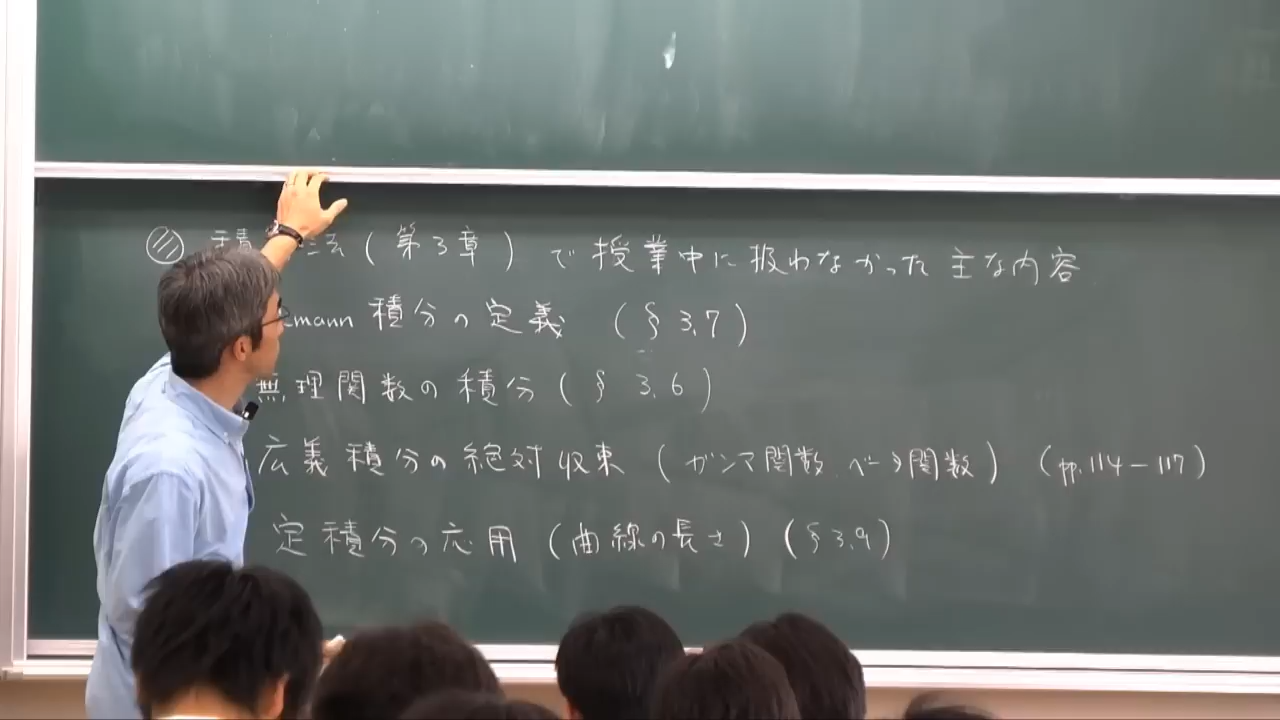 積 法 (第3章) で授業中に扱わなかった主な内容
mann 積分の定義 (§ 3.7)
無理関数の積分 (§ 3.6)
広義積分の絶対収束 (ガンマ関数、ベータ関数) (pp.114-117)
定積分の応用 (曲線の長さ) (§3.9)